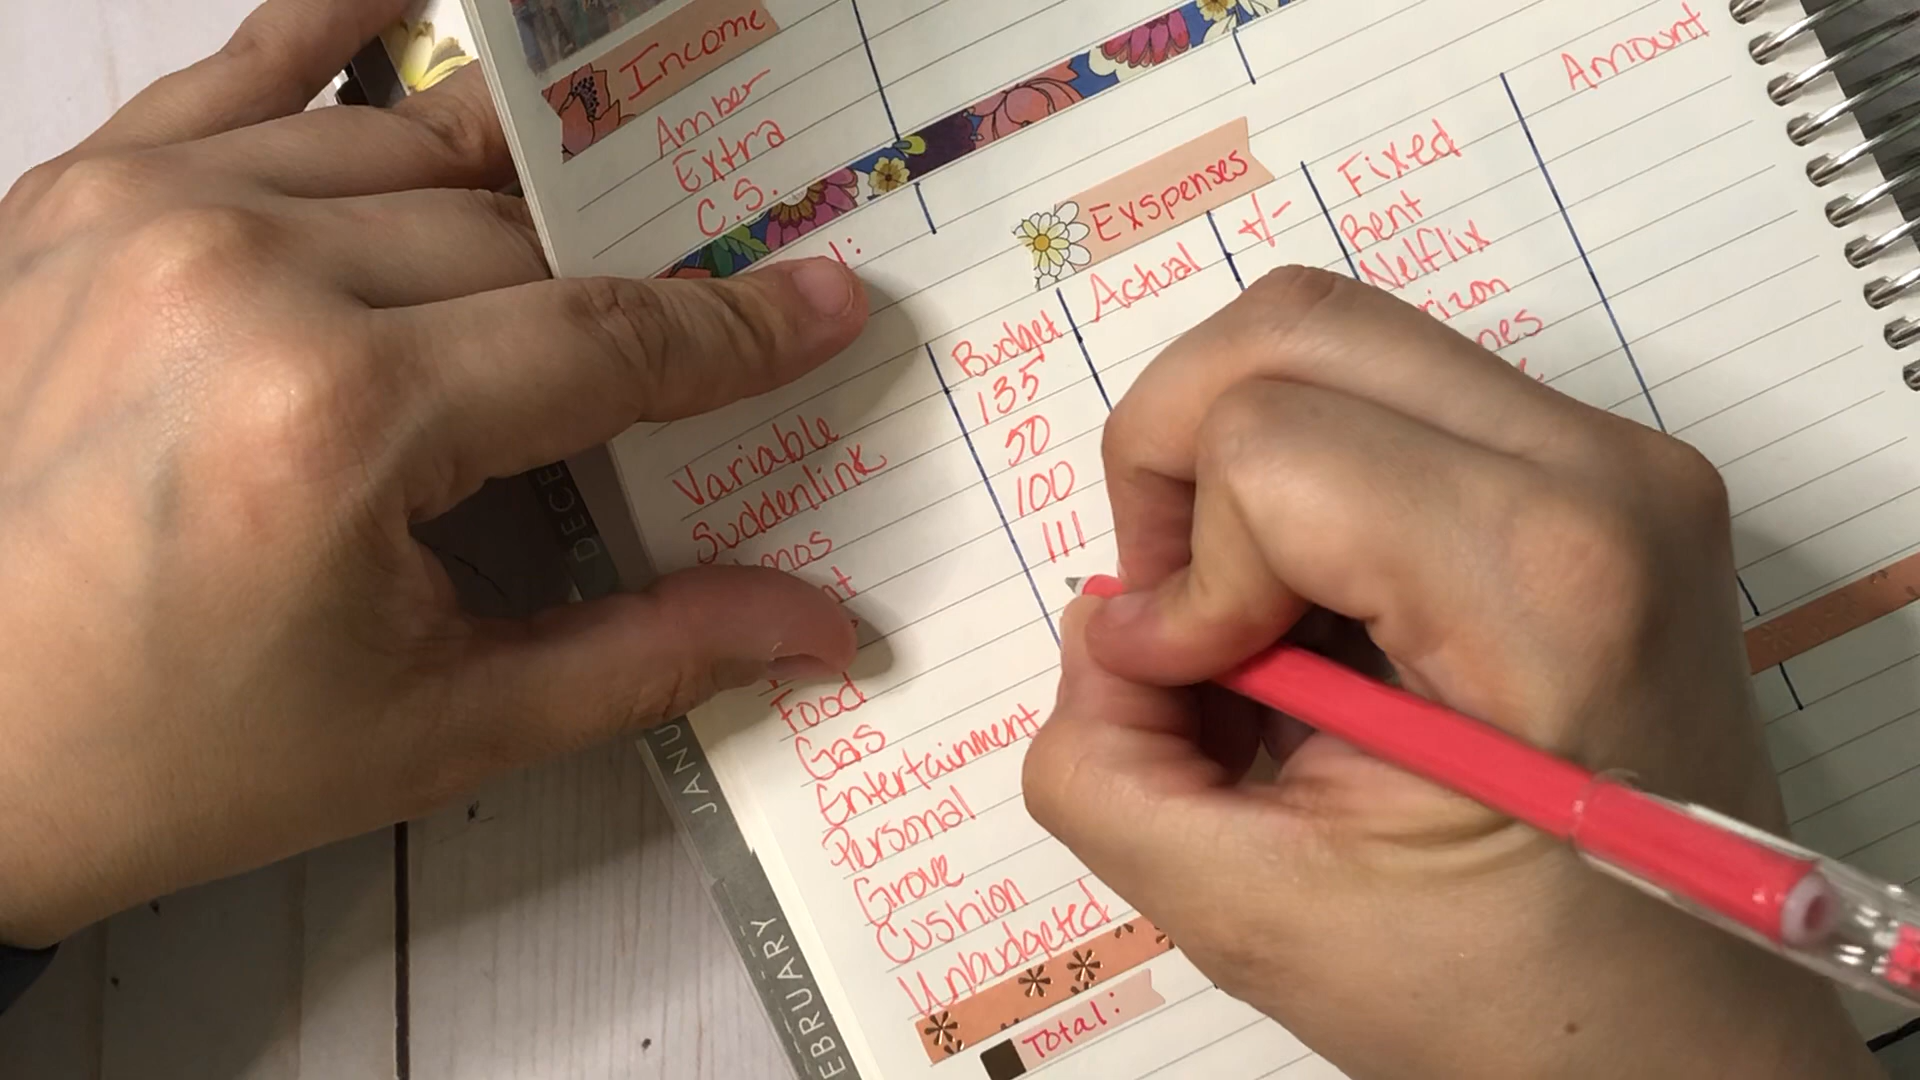 Income
Amber
Extra
C.S.
Exspenses
Budget Actual +/-
Fixed Amount
Rent
Netflix
Variable
Suddenlink 135
50
100
111
Food
Gas
Entertainment
Personal
Grove
Cushion
Unbudgeted
Total:
DECE
JANU
EBRUARY